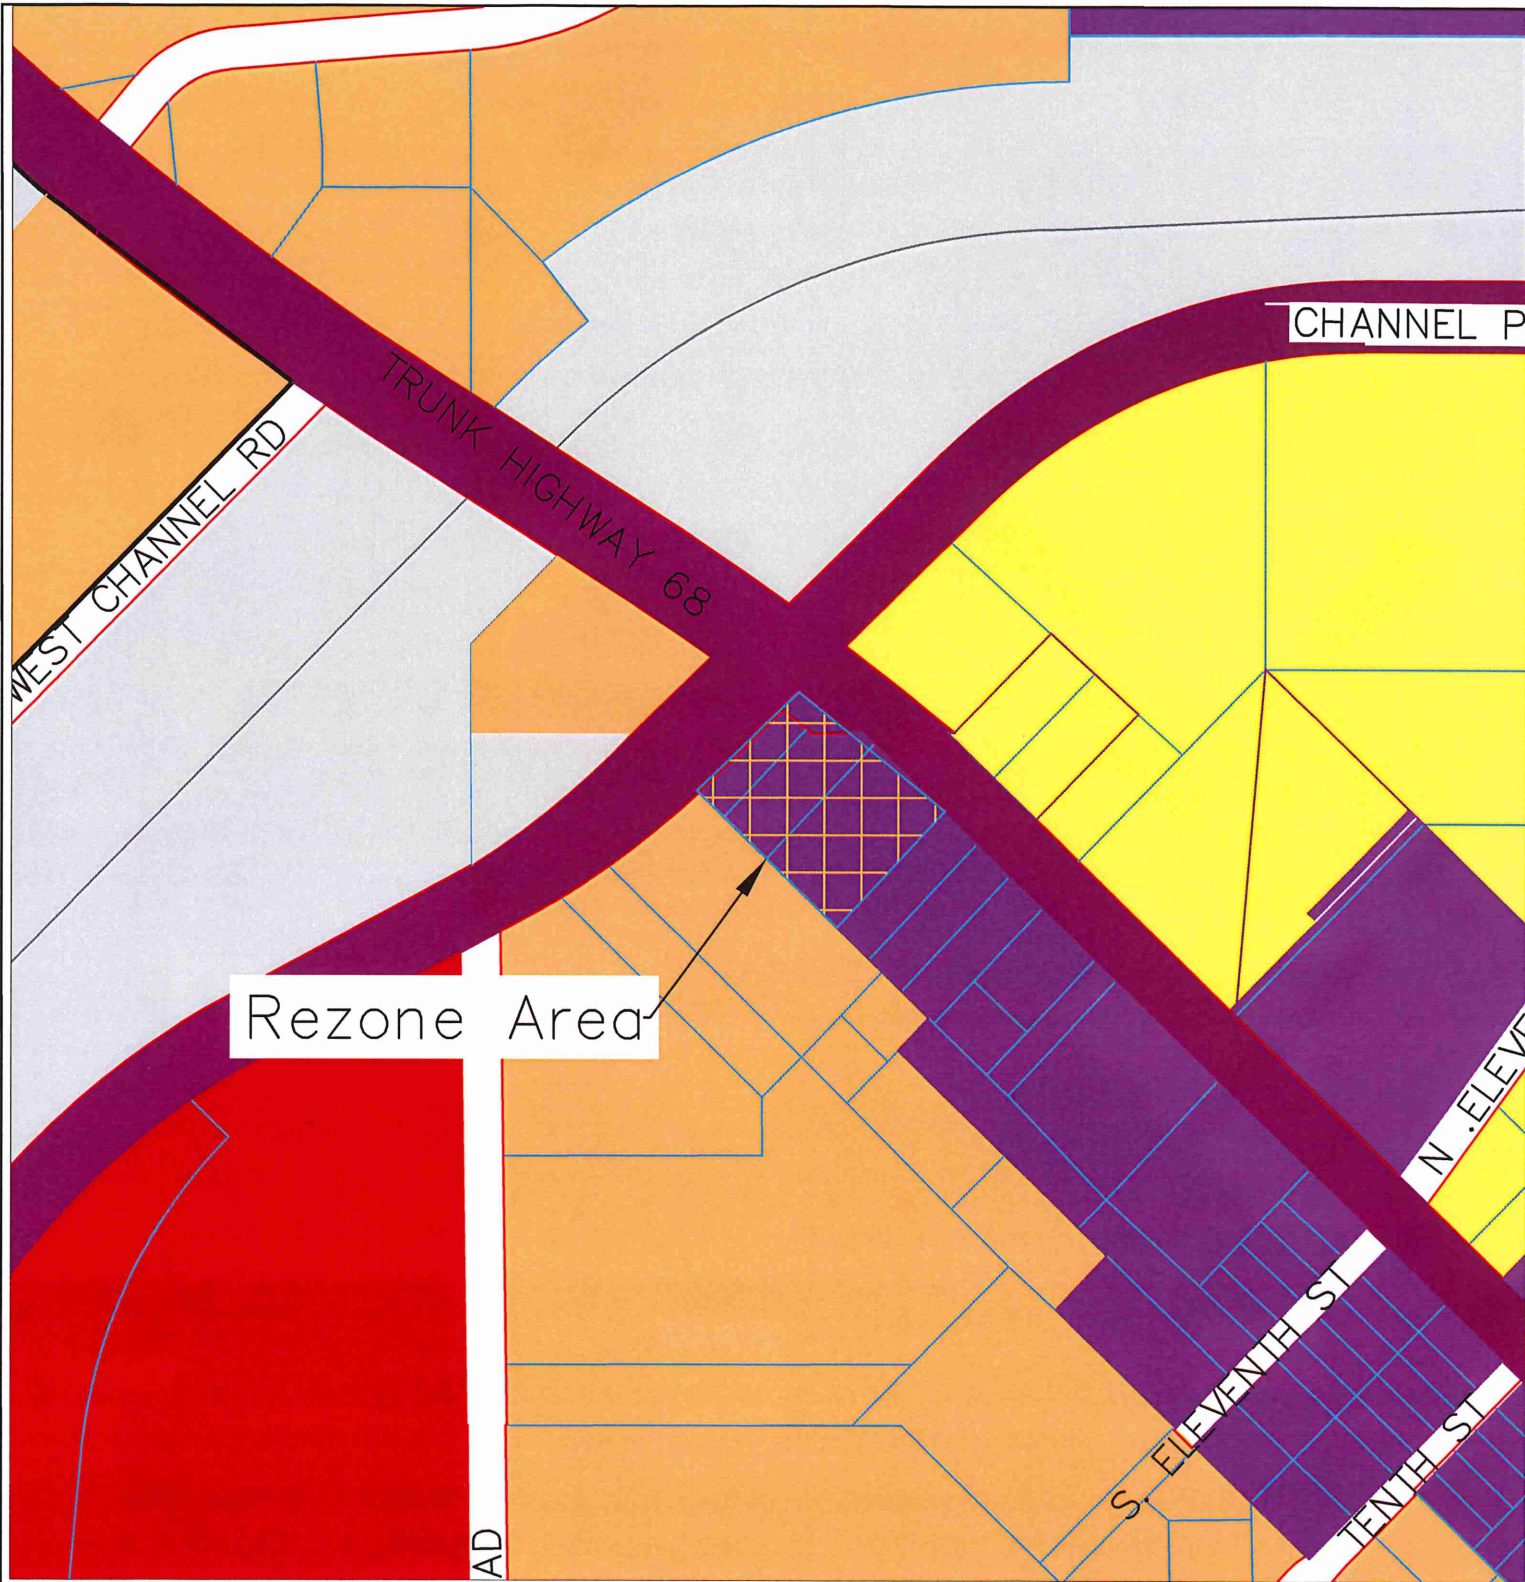 CHANNEL P
TRUNK HIGHWAY 68
WEST CHANNEL RD
Rezone Area
N .ELEVE
S. ELEVENTH ST
TENTH ST
AD